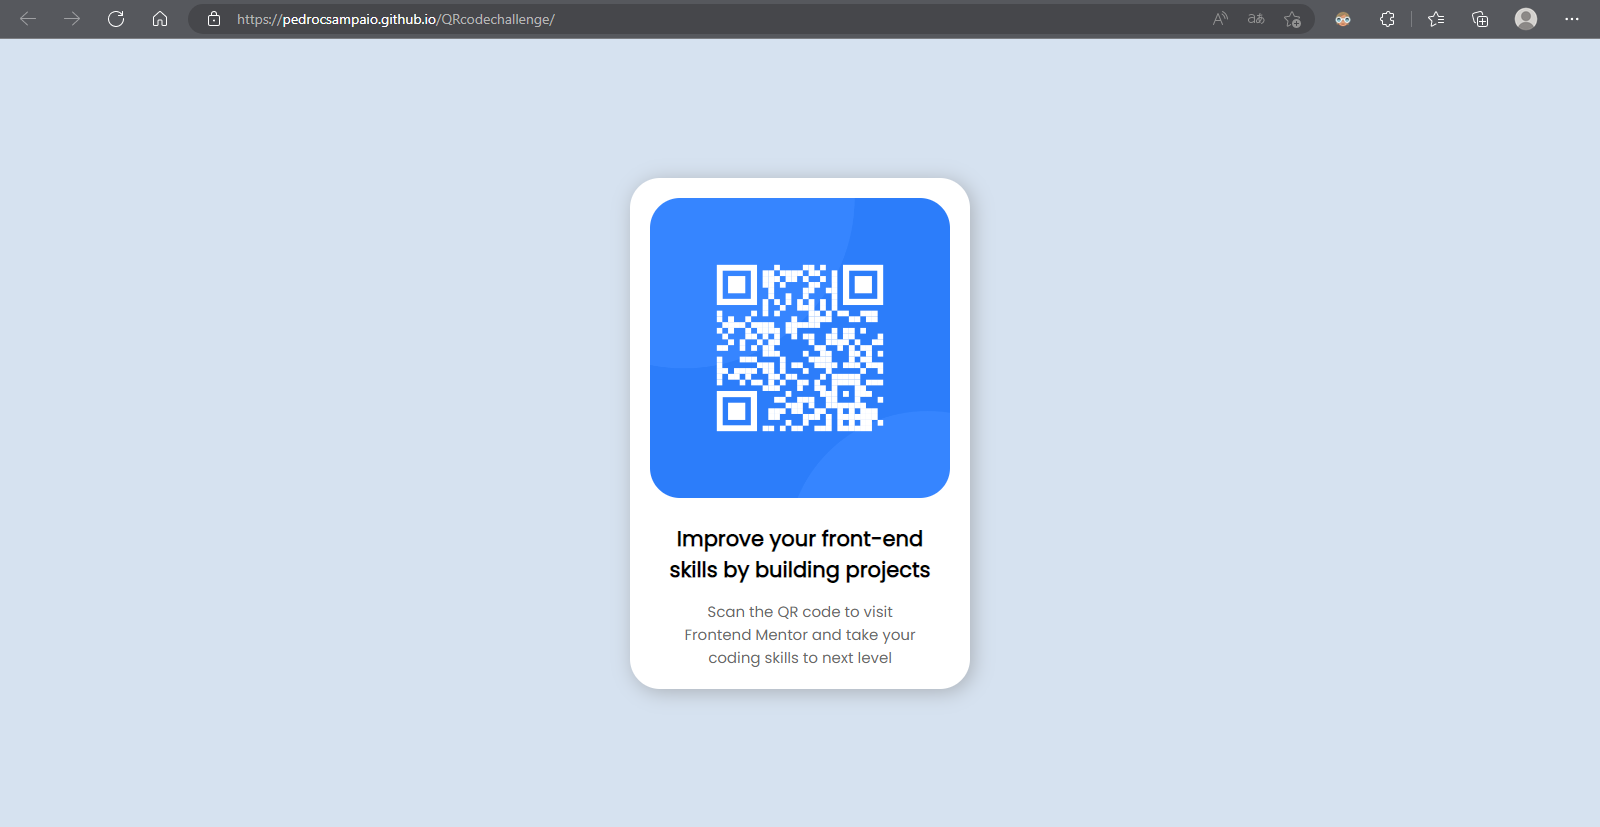 https://pedrocsampaio.github.io/QRcodechallenge/
Improve your front-end
skills by building projects
Scan the QR code to visit
Frontend Mentor and take your
coding skills to next level